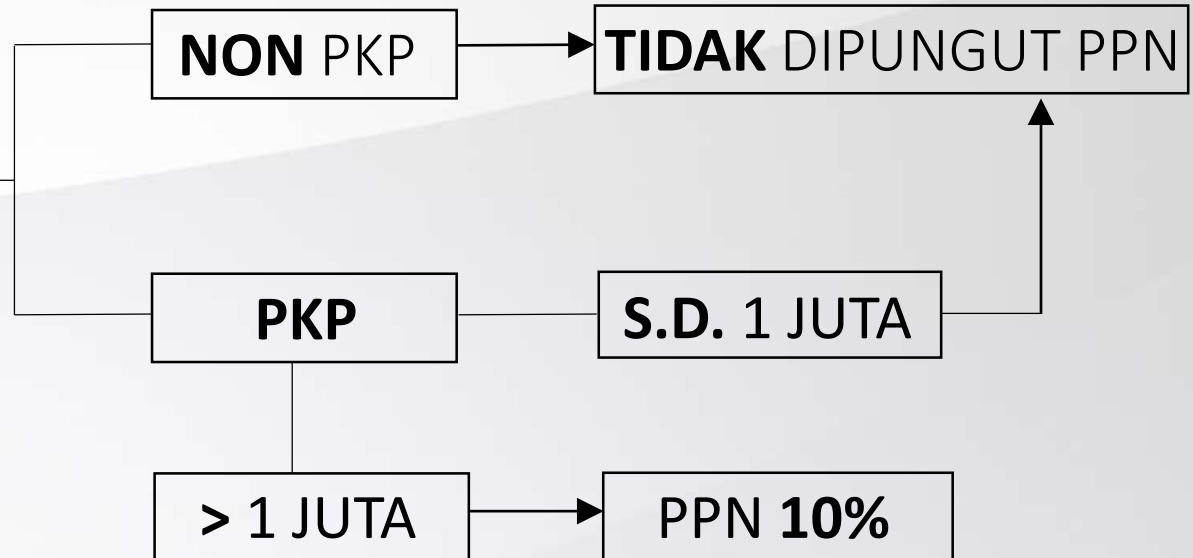 NON PKP
TIDAK DIPUNGUT PPN
PKP
S.D. 1 JUTA
> 1 JUTA
PPN 10%